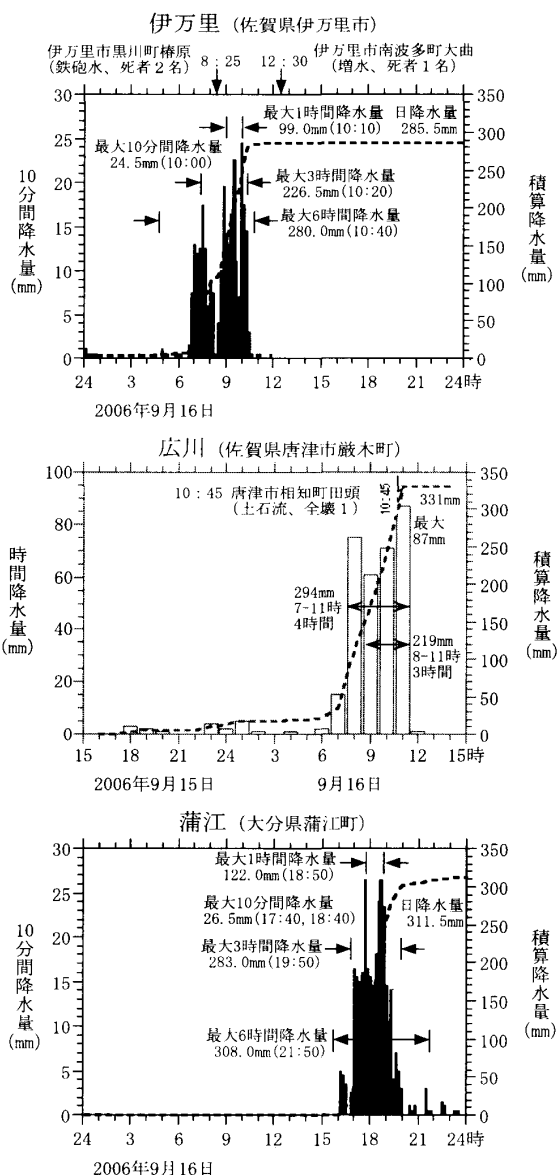 伊万里 (佐賀県伊万里市)
伊万里市黒川町椿原
(鉄砲水、死者2名)
8:25
12:30
伊万里市南波多町大曲
(増水、死者1名)
10分間降水量
(mm)
30
25
20
15
10
5
0
最大10分間降水量
24.5mm(10:00)
最大1時間降水量
99.0mm(10:10)
日降水量
285.5mm
最大3時間降水量
226.5mm(10:20)
最大6時間降水量
280.0mm(10:40)
350
300
250
200
150
100
50
0
積算降水量
(mm)
24 3 6 9 12 15 18 21 24時
2006年9月16日
広川 (佐賀県唐津市厳木町)
時間降水量
(mm)
100
80
60
40
20
0
10:45 唐津市相知町田頭
(土石流、全壊1)
10:45
331mm
最大
87mm
294mm
7-11時
4時間
219mm
8-11時
3時間
350
300
250
200
150
100
50
0
積算降水量
(mm)
15 18 21 24 3 6 9 12 15時
2006年9月15日 9月16日
蒲江 (大分県蒲江町)
10分間降水量
(mm)
30
25
20
15
10
5
0
最大1時間降水量
122.0mm(18:50)
最大10分間降水量
26.5mm(17:40,18:40)
日降水量
311.5mm
最大3時間降水量
283.0mm(19:50)
最大6時間降水量
308.0mm(21:50)
350
300
250
200
150
100
50
0
積算降水量
(mm)
24 3 6 9 12 15 18 21 24時
2006年9月16日